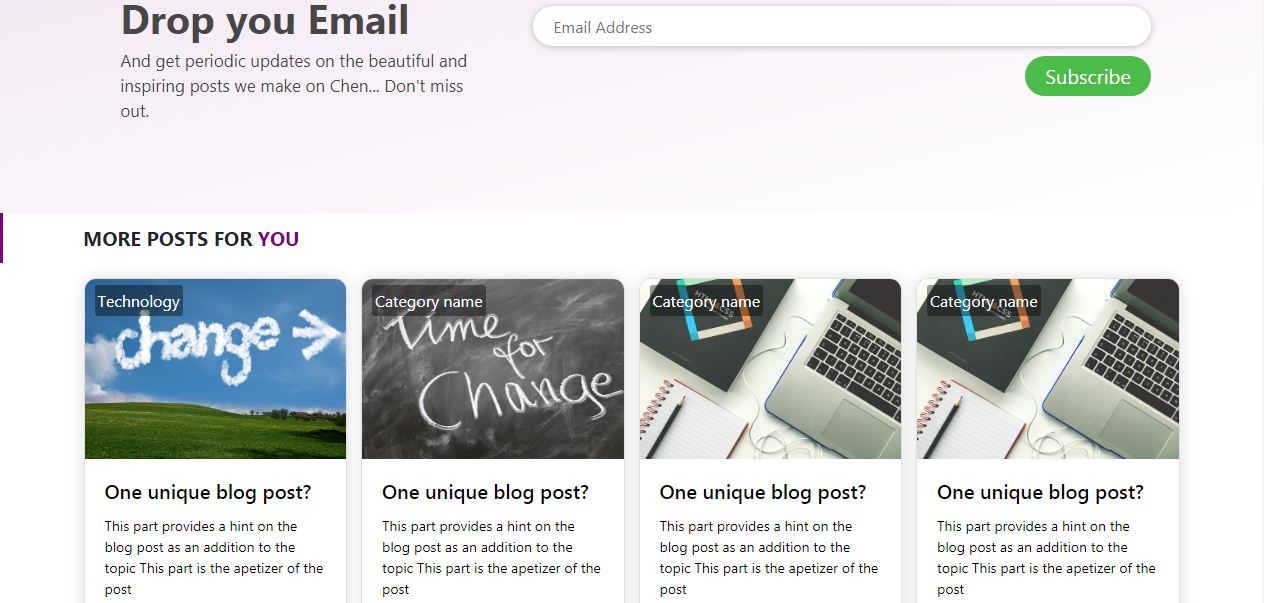 Drop you Email
And get periodic updates on the beautiful and
inspiring posts we make on Chen... Don't miss
out.
Email Address
Subscribe
MORE POSTS FOR YOU
Technology
change
One unique blog post?
This part provides a hint on the
blog post as an addition to the
topic This part is the apetizer of the
post
Category name
Time
for
Change
One unique blog post?
This part provides a hint on the
blog post as an addition to the
topic This part is the apetizer of the
post
Category name
One unique blog post?
This part provides a hint on the
blog post as an addition to the
topic This part is the apetizer of the
post
Category name
One unique blog post?
This part provides a hint on the
blog post as an addition to the
topic This part is the apetizer of the
post